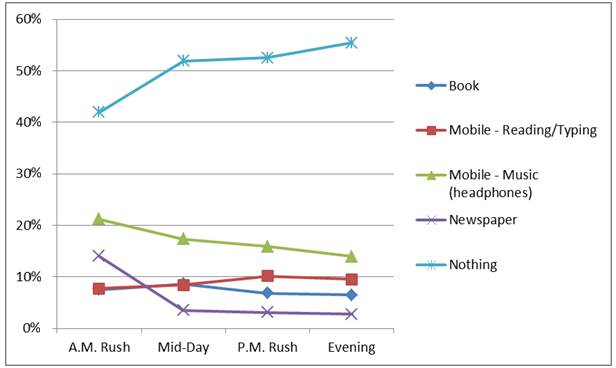 60%
50%
40%
30%
20%
10%
0%
A.M. Rush Mid-Day P.M. Rush Evening
Book
Mobile - Reading/Typing
Mobile - Music
(headphones)
Newspaper
Nothing